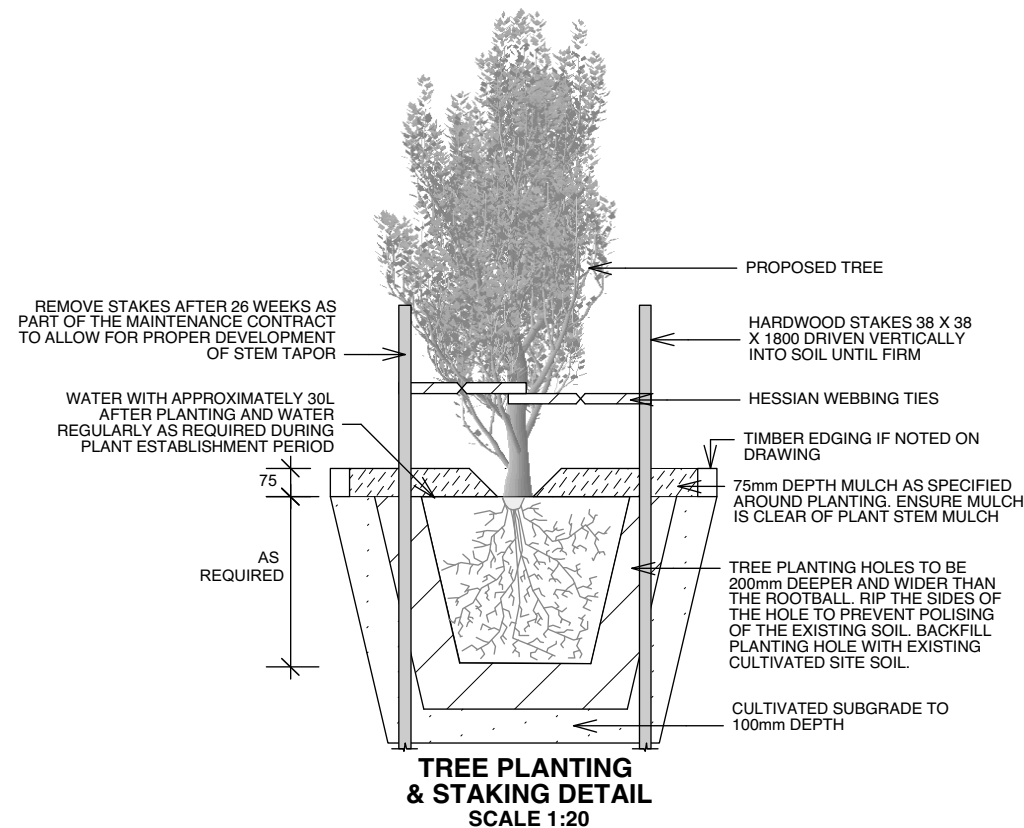 PROPOSED TREE
REMOVE STAKES AFTER 26 WEEKS AS
PART OF THE MAINTENANCE CONTRACT
TO ALLOW FOR PROPER DEVELOPMENT
OF STEM TAPOR
HARDWOOD STAKES 38 X 38
X 1800 DRIVEN VERTICALLY
INTO SOIL UNTIL FIRM
WATER WITH APPROXIMATELY 30L
AFTER PLANTING AND WATER
REGULARLY AS REQUIRED DURING
PLANT ESTABLISHMENT PERIOD
HESSIAN WEBBING TIES
TIMBER EDGING IF NOTED ON
DRAWING
75
75mm DEPTH MULCH AS SPECIFIED
AROUND PLANTING. ENSURE MULCH
IS CLEAR OF PLANT STEM MULCH
AS
REQUIRED
TREE PLANTING HOLES TO BE
200mm DEEPER AND WIDER THAN
THE ROOTBALL. RIP THE SIDES OF
THE HOLE TO PREVENT POLISING
OF THE EXISTING SOIL. BACKFILL
PLANTING HOLE WITH EXISTING
CULTIVATED SITE SOIL.
CULTIVATED SUBGRADE TO
100mm DEPTH
TREE PLANTING
& STAKING DETAIL
SCALE 1:20